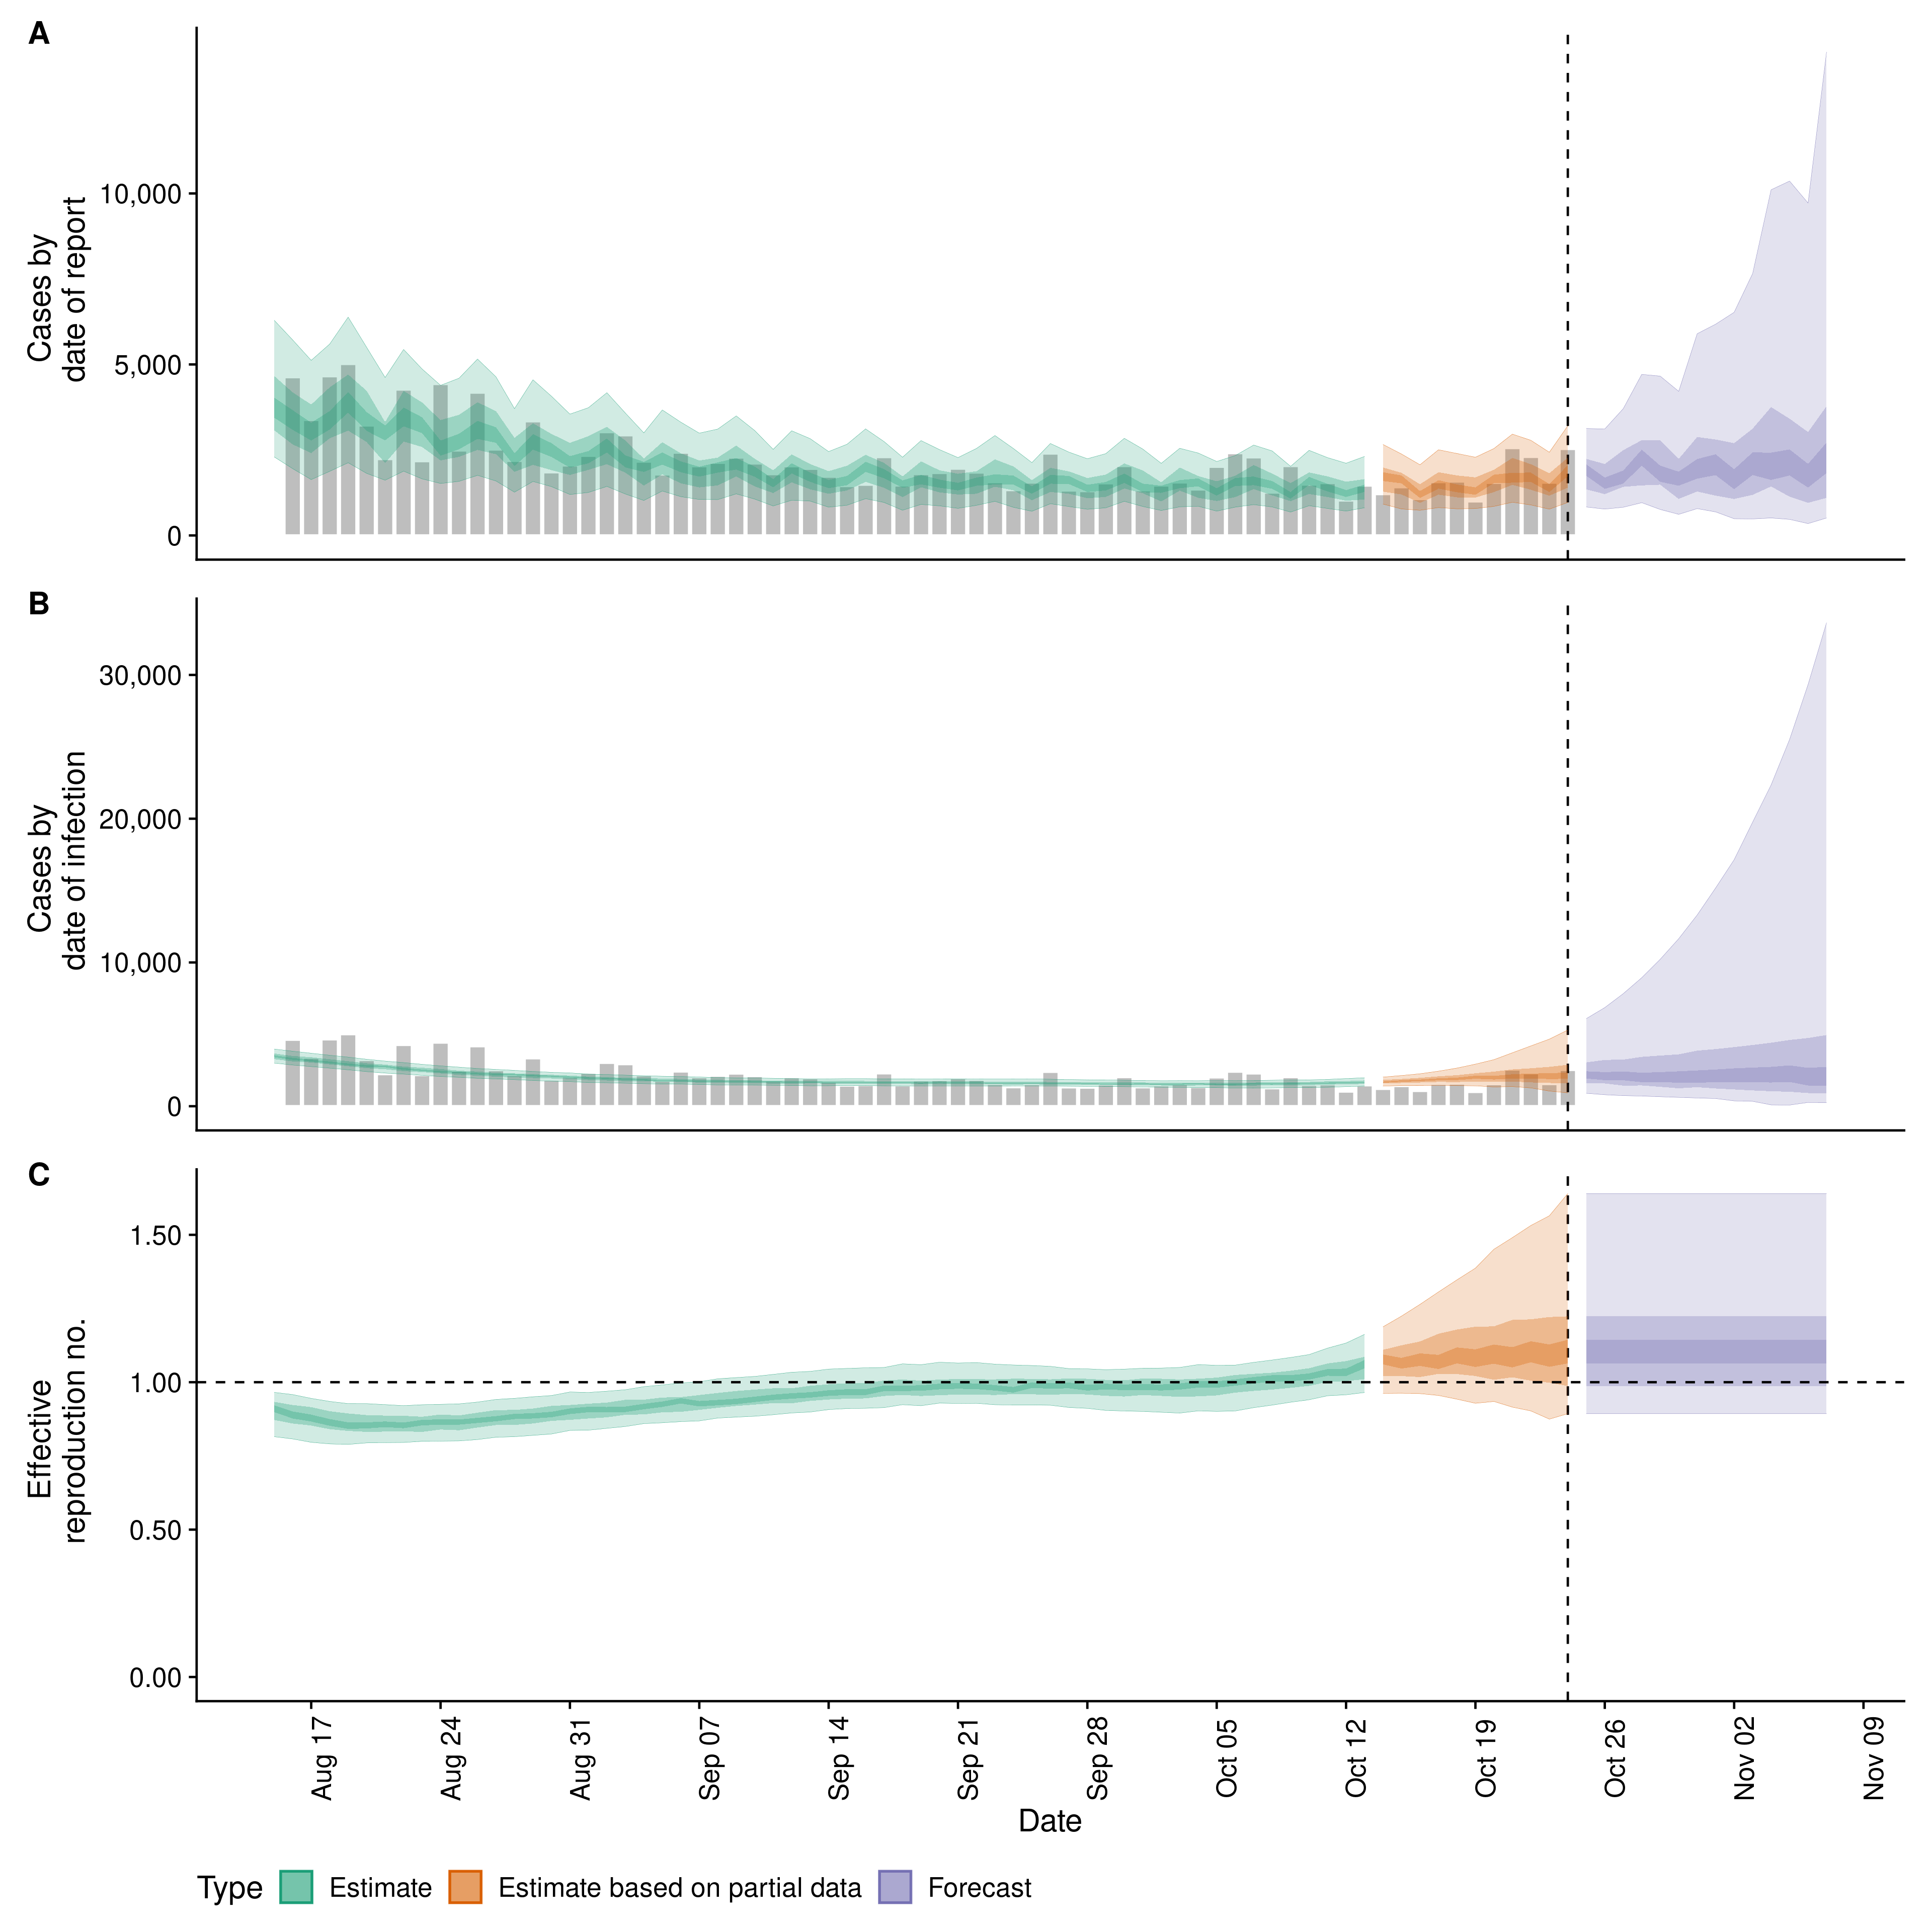 A
Cases by
date of report
10,000
5,000
0
B
Cases by
date of infection
30,000
20,000
10,000
0
C
Effective
reproduction no.
1.50
1.00
0.50
0.00
Aug 17
Aug 24
Aug 31
Sep 07
Sep 14
Sep 21
Sep 28
Oct 05
Oct 12
Oct 19
Oct 26
Nov 02
Nov 09
Date
Type Estimate Estimate based on partial data Forecast